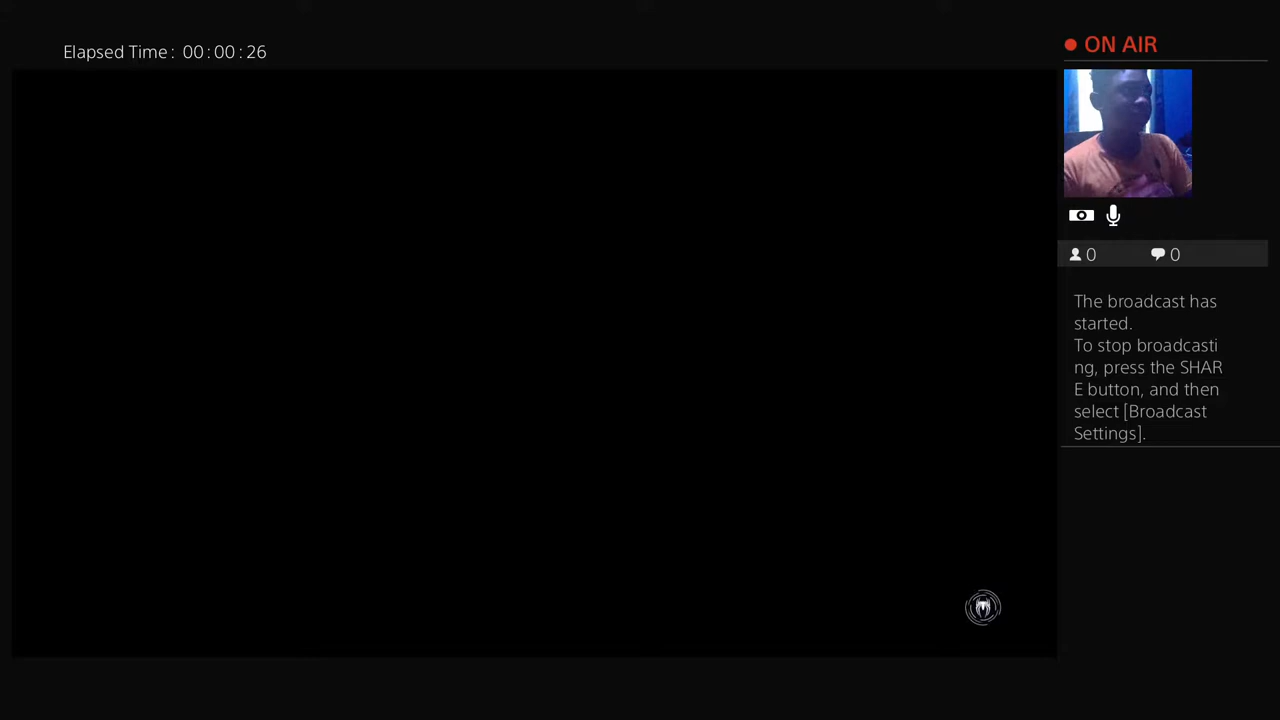 Elapsed Time: 00:00:26
ON AIR
0
0
The broadcast has
started.
To stop broadcasti
ng, press the SHAR
E button, and then
select [Broadcast
Settings].